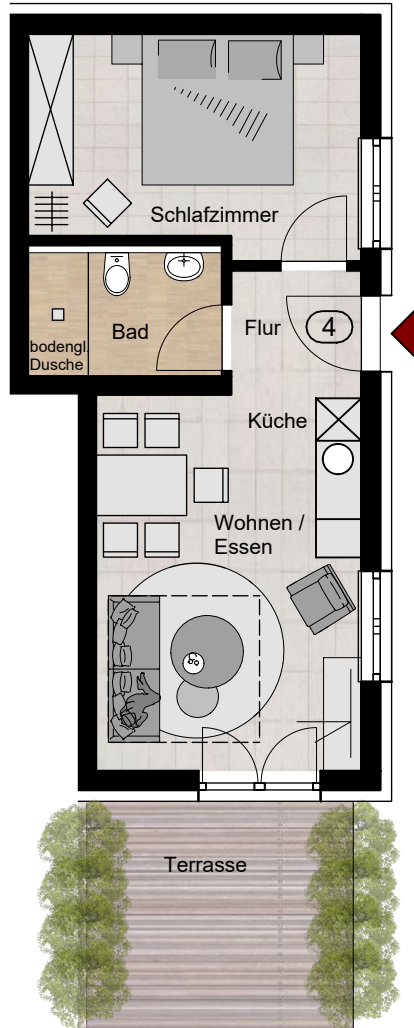 Schlafzimmer
Bad
bodengl.
Dusche
Flur
4
Küche
Wohnen /
Essen
Terrasse